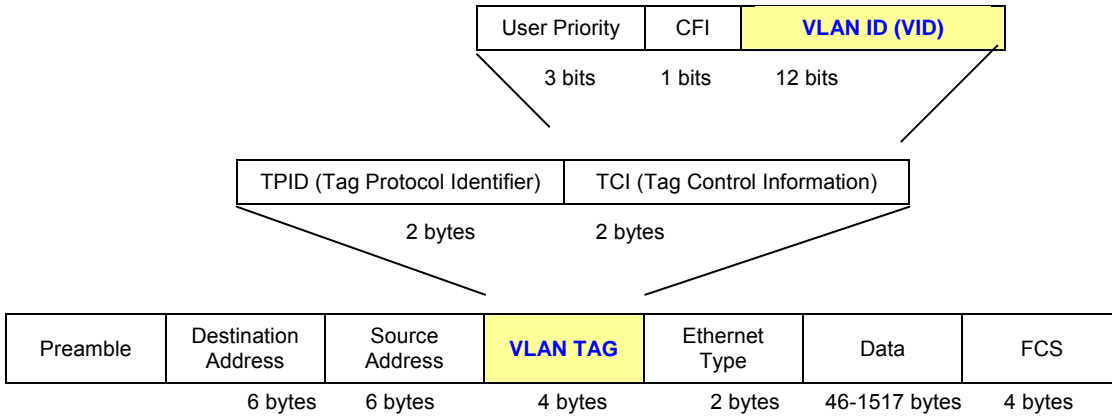 User Priority CFI VLAN ID (VID)
3 bits 1 bits 12 bits
TPID (Tag Protocol Identifier) TCI (Tag Control Information)
2 bytes 2 bytes
Preamble Destination Address Source Address VLAN TAG Ethernet Type Data FCS
6 bytes 6 bytes 4 bytes 2 bytes 46-1517 bytes 4 bytes